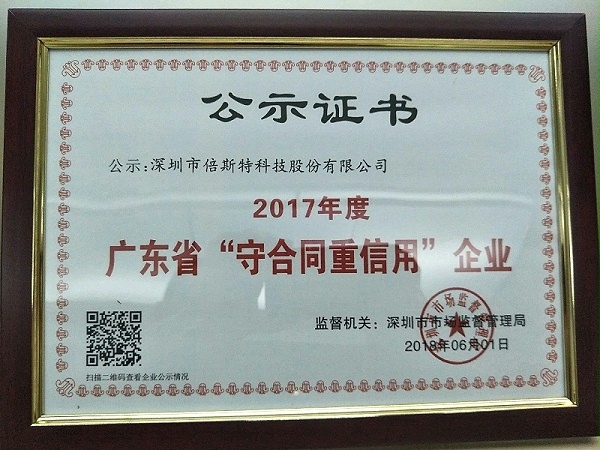 公示证书
公示:深圳市倍斯特科技股份有限公司
2017年度
广东省“守合同重信用”企业
监督机关：深圳市市场监督管理局
2018年06月01日
扫描二维码查看企业公示情况